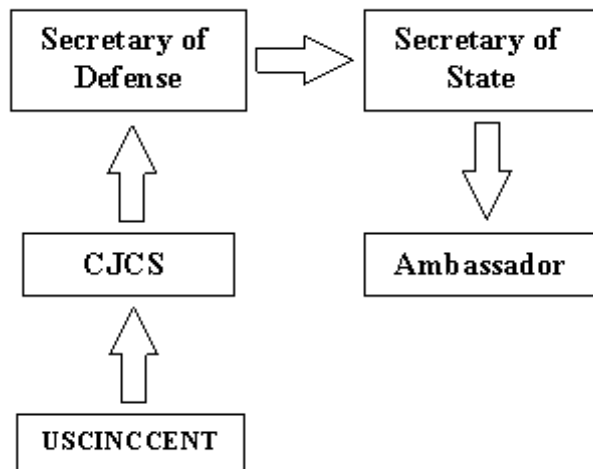 Secretary of
Defense
Secretary of
State
CJCS
Ambassador
USCINCCENT